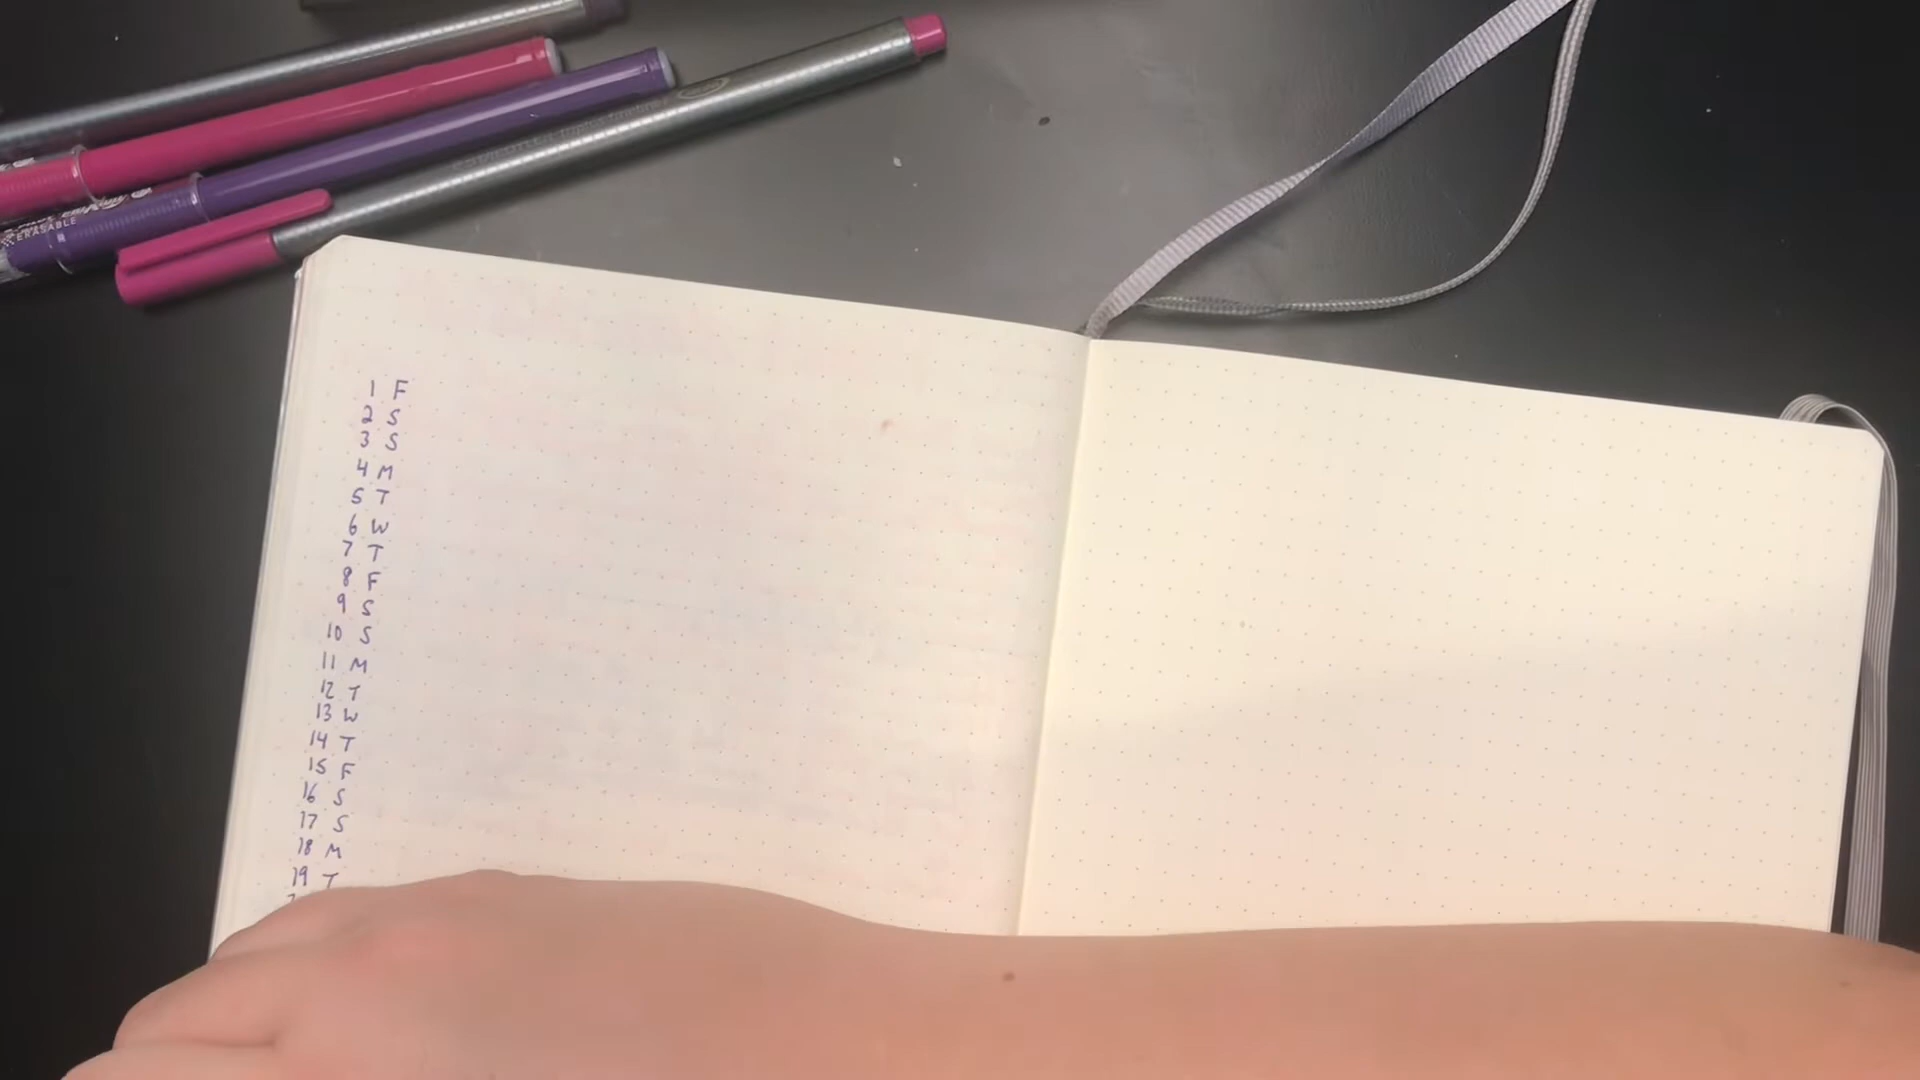 ERASABLE
1 F
2 S
3 S
4 M
5 T
6 W
7 T
8 F
9 S
10 S
11 M
12 T
13 W
14 T
15 F
16 S
17 S
18 M
19 T